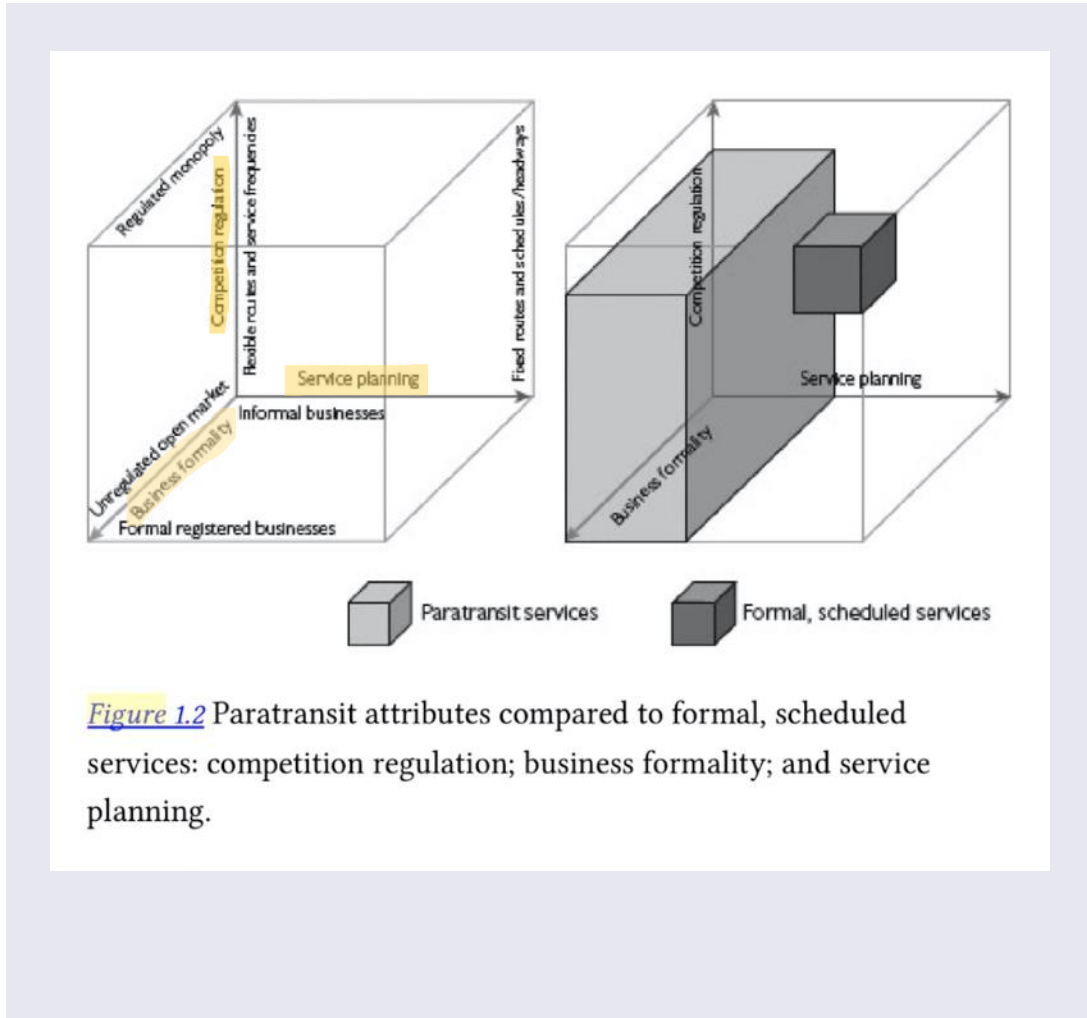 Regulated monopoly
Competition regulation
Flexible routes and service frequencies
Fixed routes and schedules/headways
Service planning
Informal businesses
Unregulated open market
Business formality
Formal registered businesses
Competition regulation
Service planning
Business formality
Paratransit services
Formal, scheduled services
Figure 1.2 Paratransit attributes compared to formal, scheduled
services: competition regulation; business formality; and service
planning.